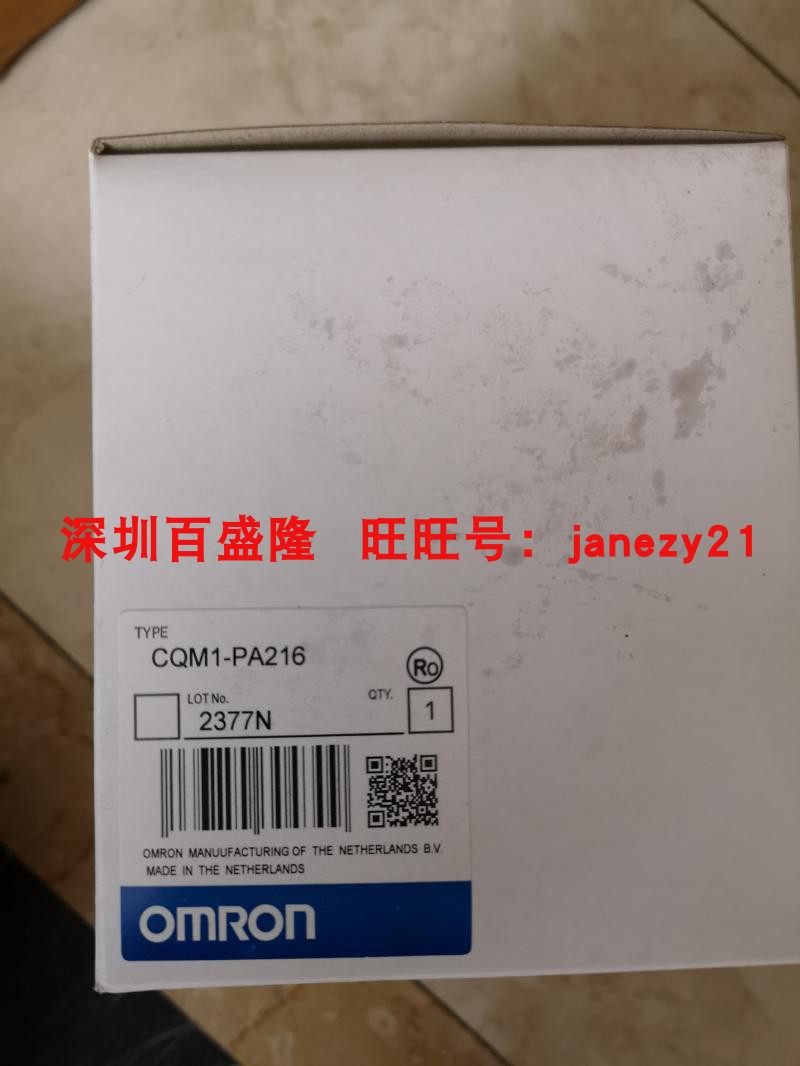 深圳百盛隆 旺旺号：janezy21
TYPE
CQM1-PA216
Ro
LOT No.
2377N
QTY.
1
OMRON MANUUFACTURING OF THE NETHERLANDS B.V.
MADE IN THE NETHERLANDS
OMRON